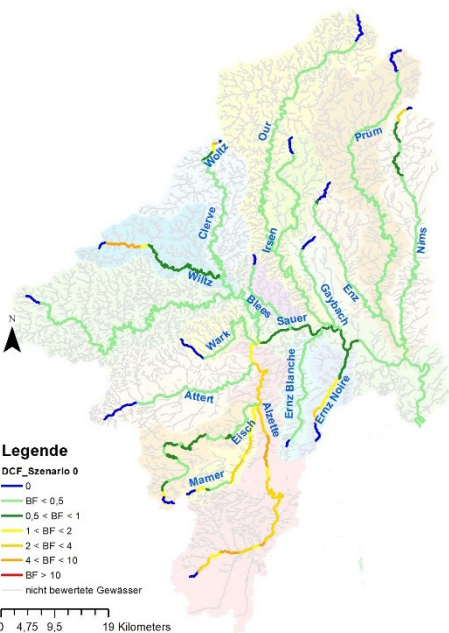 Our
Prüm
Woltz
Clerve
Irsen
Nims
Wiltz
Enz
Gaybach
Blees
Sauer
N
Wark
Ernz Blanche
Ernz Noire
Attert
Alzette
Eisch
Mamer
Legende
DCF_Szenario 0
0
BF < 0,5
0,5 < BF < 1
1 < BF < 2
2 < BF < 4
4 < BF < 10
BF > 10
nicht bewertete Gewässer
0 4,75 9,5 19 Kilometers